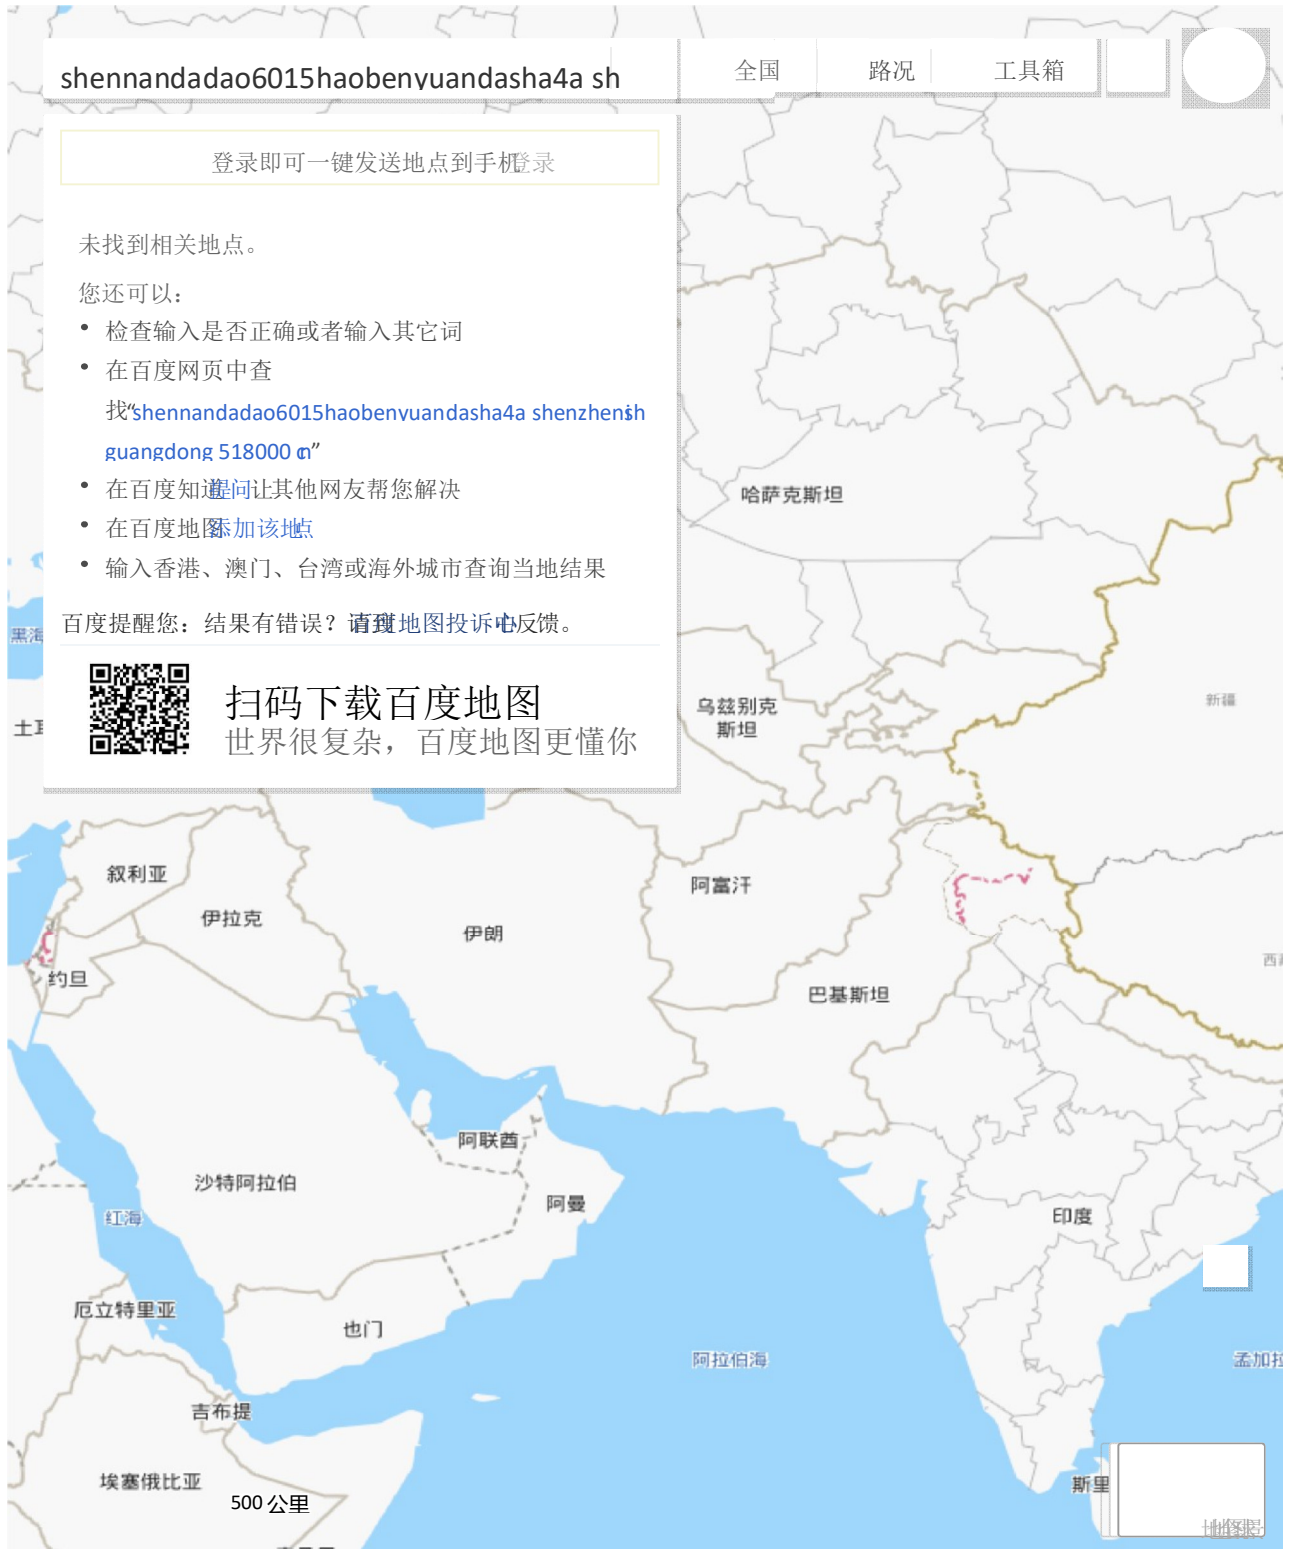 shennandadao6015haobenyuandasha4a sh
全国
路况
工具箱
登录即可一键发送地点到手机登录
未找到相关地点。
您还可以：
• 检查输入是否正确或者输入其它词
• 在百度网页中查
找“shennandadao6015haobenyuandasha4a shenzhenish
guangdong 518000 cn”
• 在百度知道提问让其他网友帮您解决
• 在百度地图添加该地点
• 输入香港、澳门、台湾或海外城市查询当地结果
百度提醒您：结果有错误？请到百度地图投诉中心反馈。
扫码下载百度地图
世界很复杂，百度地图更懂你
哈萨克斯坦
黑海
乌兹别克
斯坦
新疆
叙利亚
阿富汗
伊拉克
伊朗
约旦
巴基斯坦
阿联酋
沙特阿拉伯
阿曼
红海
印度
厄立特里亚
也门
阿拉伯海
孟加拉
吉布提
埃塞俄比亚
斯里
500 公里